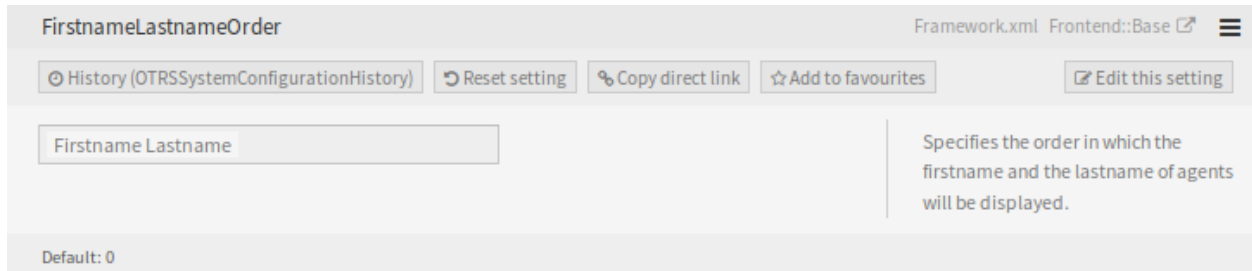 FirstnameLastnameOrder
Framework.xml Frontend::Base
History (OTRSSystemConfigurationHistory) Reset setting Copy direct link Add to favourites Edit this setting
Firstname Lastname
Specifies the order in which the
firstname and the lastname of agents
will be displayed.
Default: 0